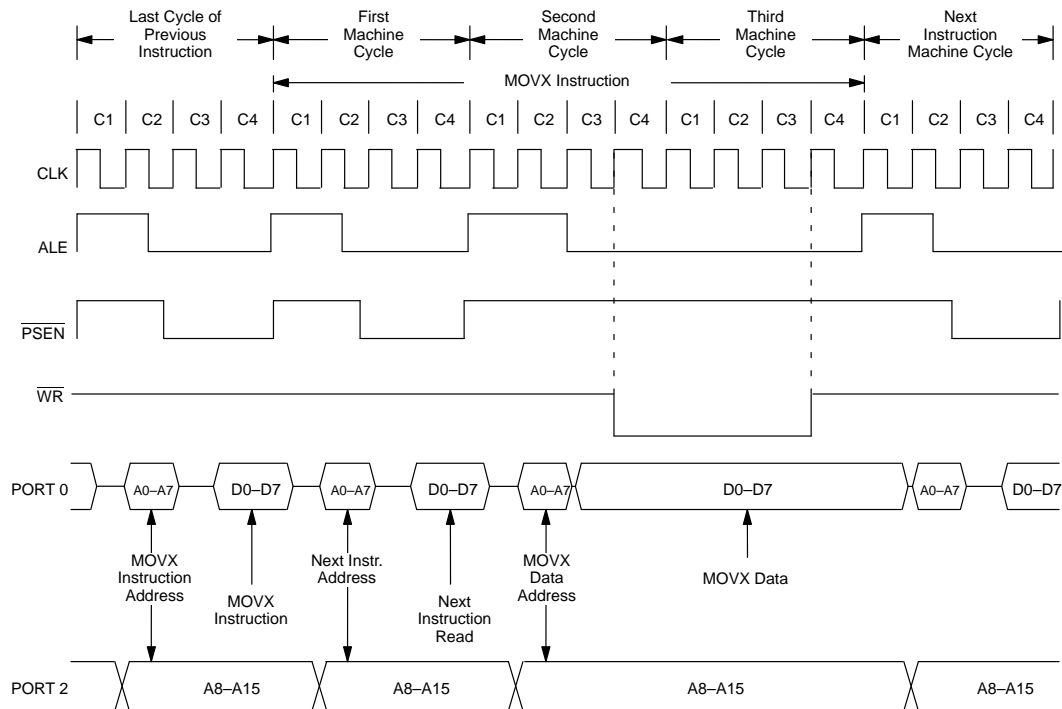 Last Cycle of
Previous
Instruction
First
Machine
Cycle
Second
Machine
Cycle
Third
Machine
Cycle
Next
Instruction
Machine Cycle
MOVX Instruction
C1 C2 C3 C4 C1 C2 C3 C4 C1 C2 C3 C4 C1 C2 C3 C4 C1 C2 C3 C4
CLK
ALE
PSEN
WR
PORT 0 A0–A7 D0–D7 A0–A7 D0–D7 A0–A7 D0–D7 A0–A7 D0–D7
MOVX
Instruction
Address
MOVX
Instruction
Next Instr.
Address
Next
Instruction
Read
MOVX
Data
Address
MOVX Data
PORT 2 A8–A15 A8–A15 A8–A15 A8–A15